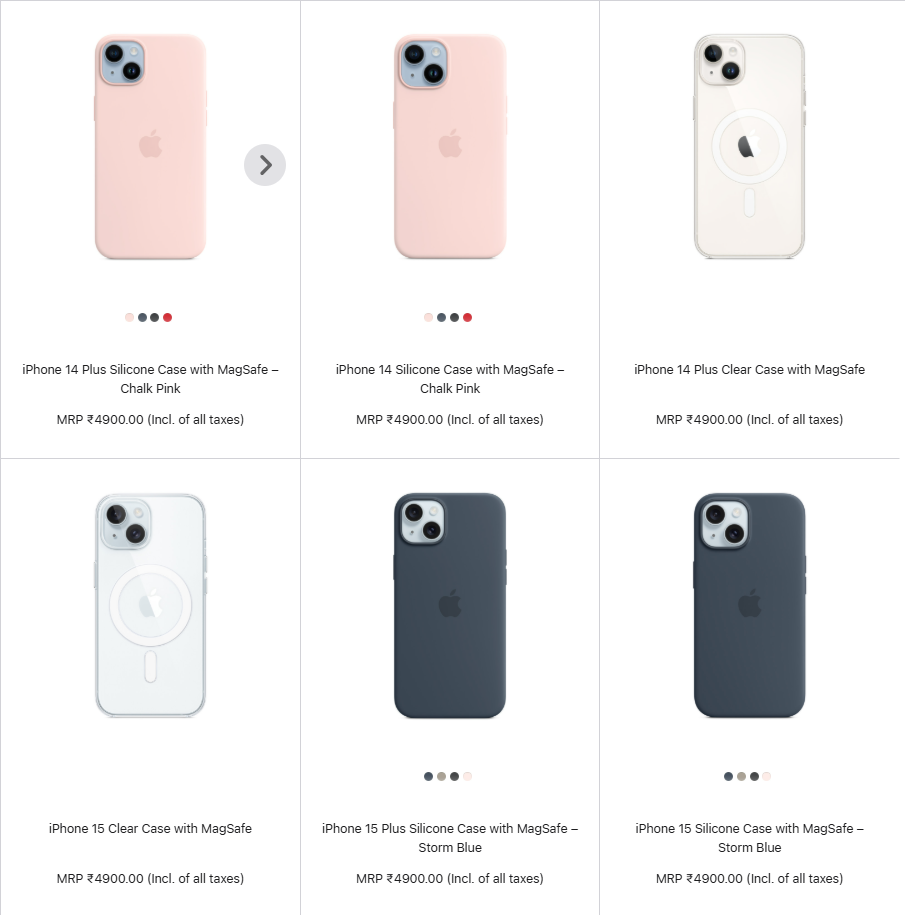 iPhone 14 Plus Silicone Case with MagSafe –
Chalk Pink
MRP ₹4900.00 (Incl. of all taxes)
iPhone 14 Silicone Case with MagSafe –
Chalk Pink
MRP ₹4900.00 (Incl. of all taxes)
iPhone 14 Plus Clear Case with MagSafe
MRP ₹4900.00 (Incl. of all taxes)
iPhone 15 Clear Case with MagSafe
MRP ₹4900.00 (Incl. of all taxes)
iPhone 15 Plus Silicone Case with MagSafe –
Storm Blue
MRP ₹4900.00 (Incl. of all taxes)
iPhone 15 Silicone Case with MagSafe –
Storm Blue
MRP ₹4900.00 (Incl. of all taxes)